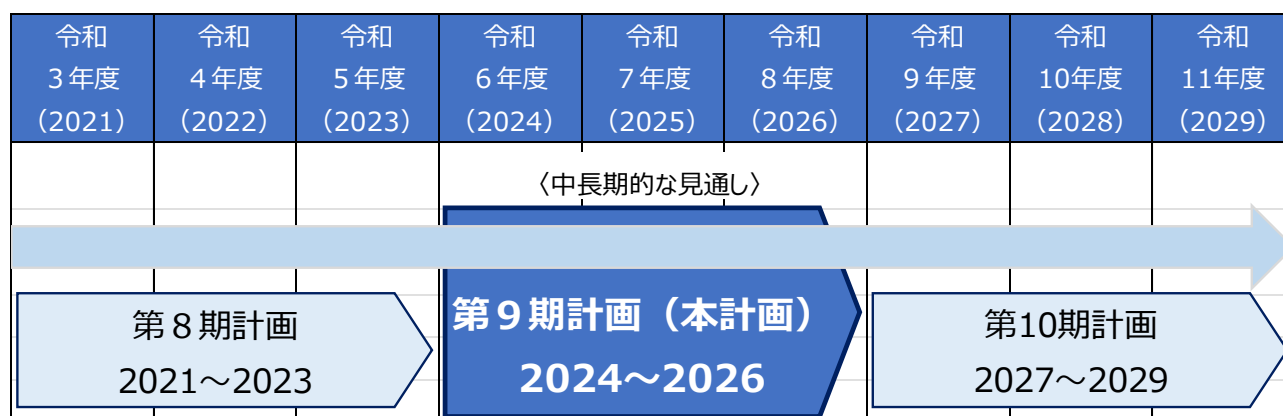 令和
3年度
（2021）
令和
4年度
（2022）
令和
5年度
（2023）
令和
6年度
（2024）
令和
7年度
（2025）
令和
8年度
（2026）
令和
9年度
（2027）
令和
10年度
（2028）
令和
11年度
（2029）
〈中長期的な見通し〉
第８期計画
2021～2023
第９期計画（本計画）
2024～2026
第10期計画
2027～2029